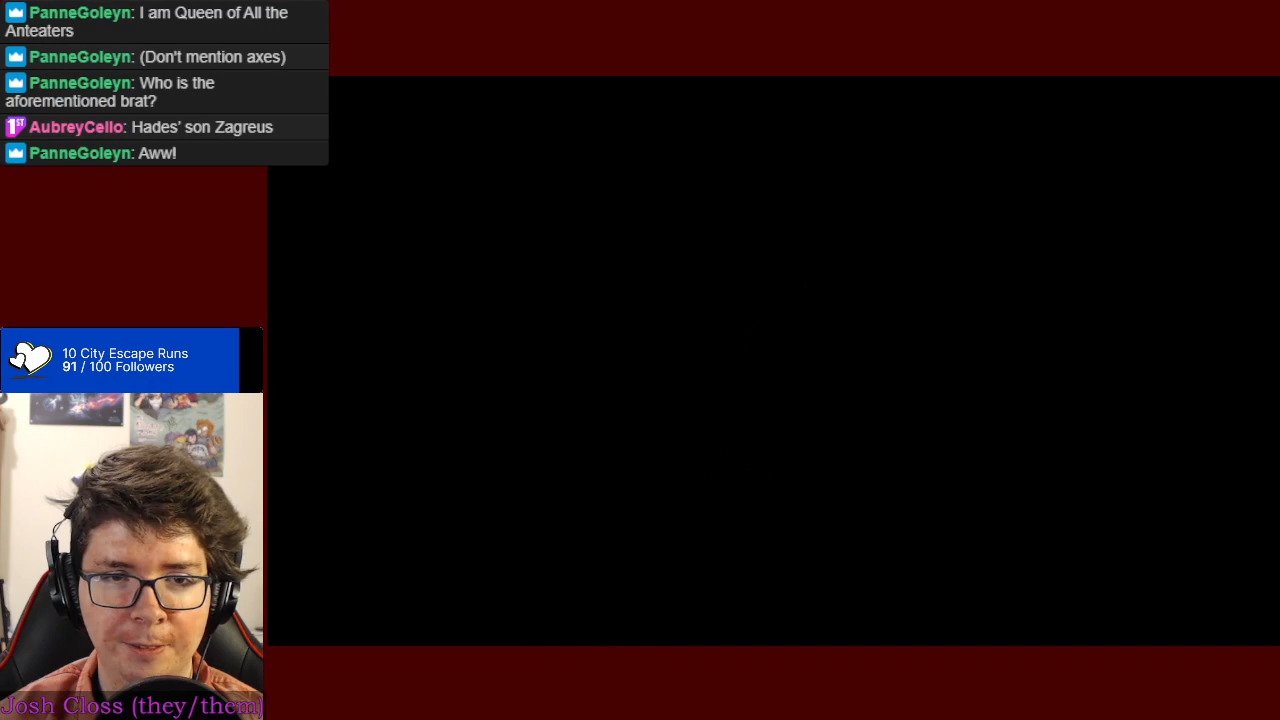 PanneGoleyn: I am Queen of All the
Anteaters
PanneGoleyn: (Don't mention axes)
PanneGoleyn: Who is the
aforementioned brat?
1ST AubreyCello: Hades' son Zagreus
PanneGoleyn: Aww!
10 City Escape Runs
91 / 100 Followers
Josh Closs (they/them)